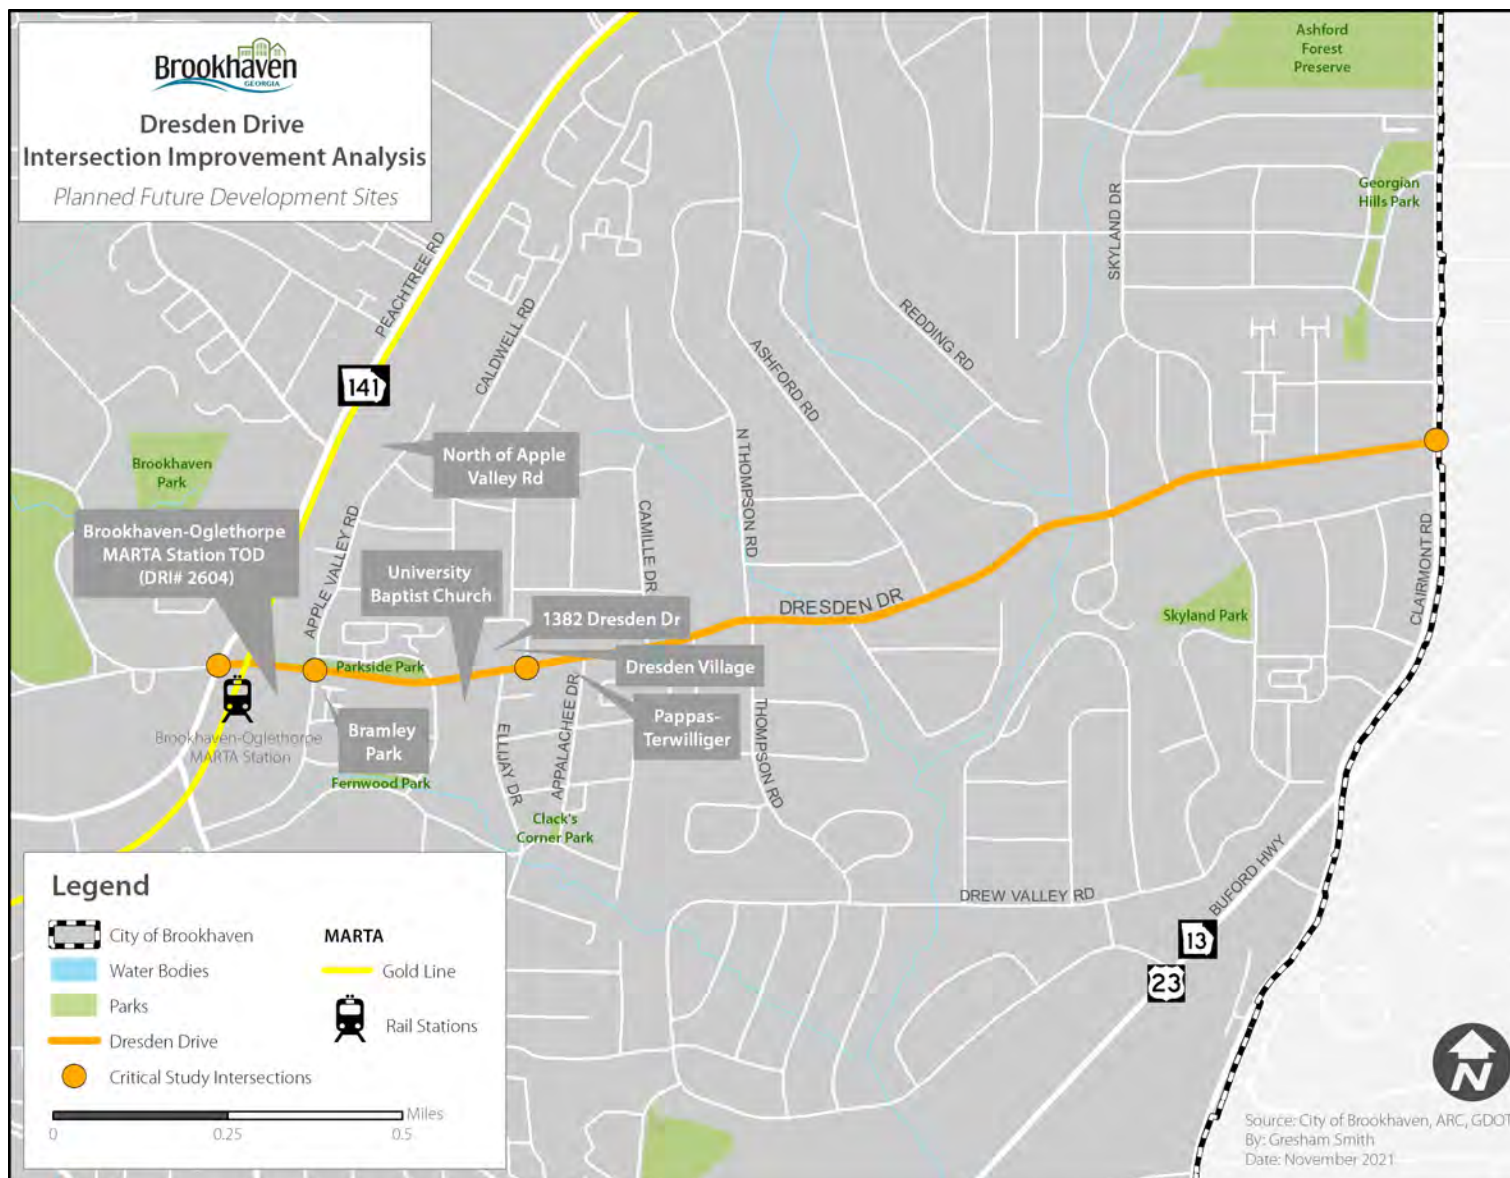 Brookhaven
GEORGIA
Dresden Drive
Intersection Improvement Analysis
Planned Future Development Sites
Ashford
Forest
Preserve
Georgian
Hills Park
SKYLAND DR
PEACHTREE RD
CALDWELL RD
REDDING RD
ASHFORD RD
141
N THOMPSON RD
North of Apple
Valley Rd
Brookhaven
Park
Brookhaven-Oglethorpe
MARTA Station TOD
(DRI# 2604)
APPLE VALLEY RD
CAMILLE DR
University
Baptist Church
1382 Dresden Dr
DRESDEN DR
Skyland Park
CLAIRMONT RD
Parkside Park
Dresden Village
Brookhaven-Oglethorpe
MARTA Station
Bramley
Park
Pappas-
Terwilliger
ELLIJAY DR
APPALACHEE DR
THOMPSON RD
Fernwood Park
Clack's
Corner Park
DREW VALLEY RD
BUFORD HWY
13
23
Legend
City of Brookhaven
Water Bodies
Parks
Dresden Drive
Critical Study Intersections
MARTA
Gold Line
Rail Stations
Miles
0
0.25
0.5
N
Source: City of Brookhaven, ARC, GDOT
By: Gresham Smith
Date: November 2021